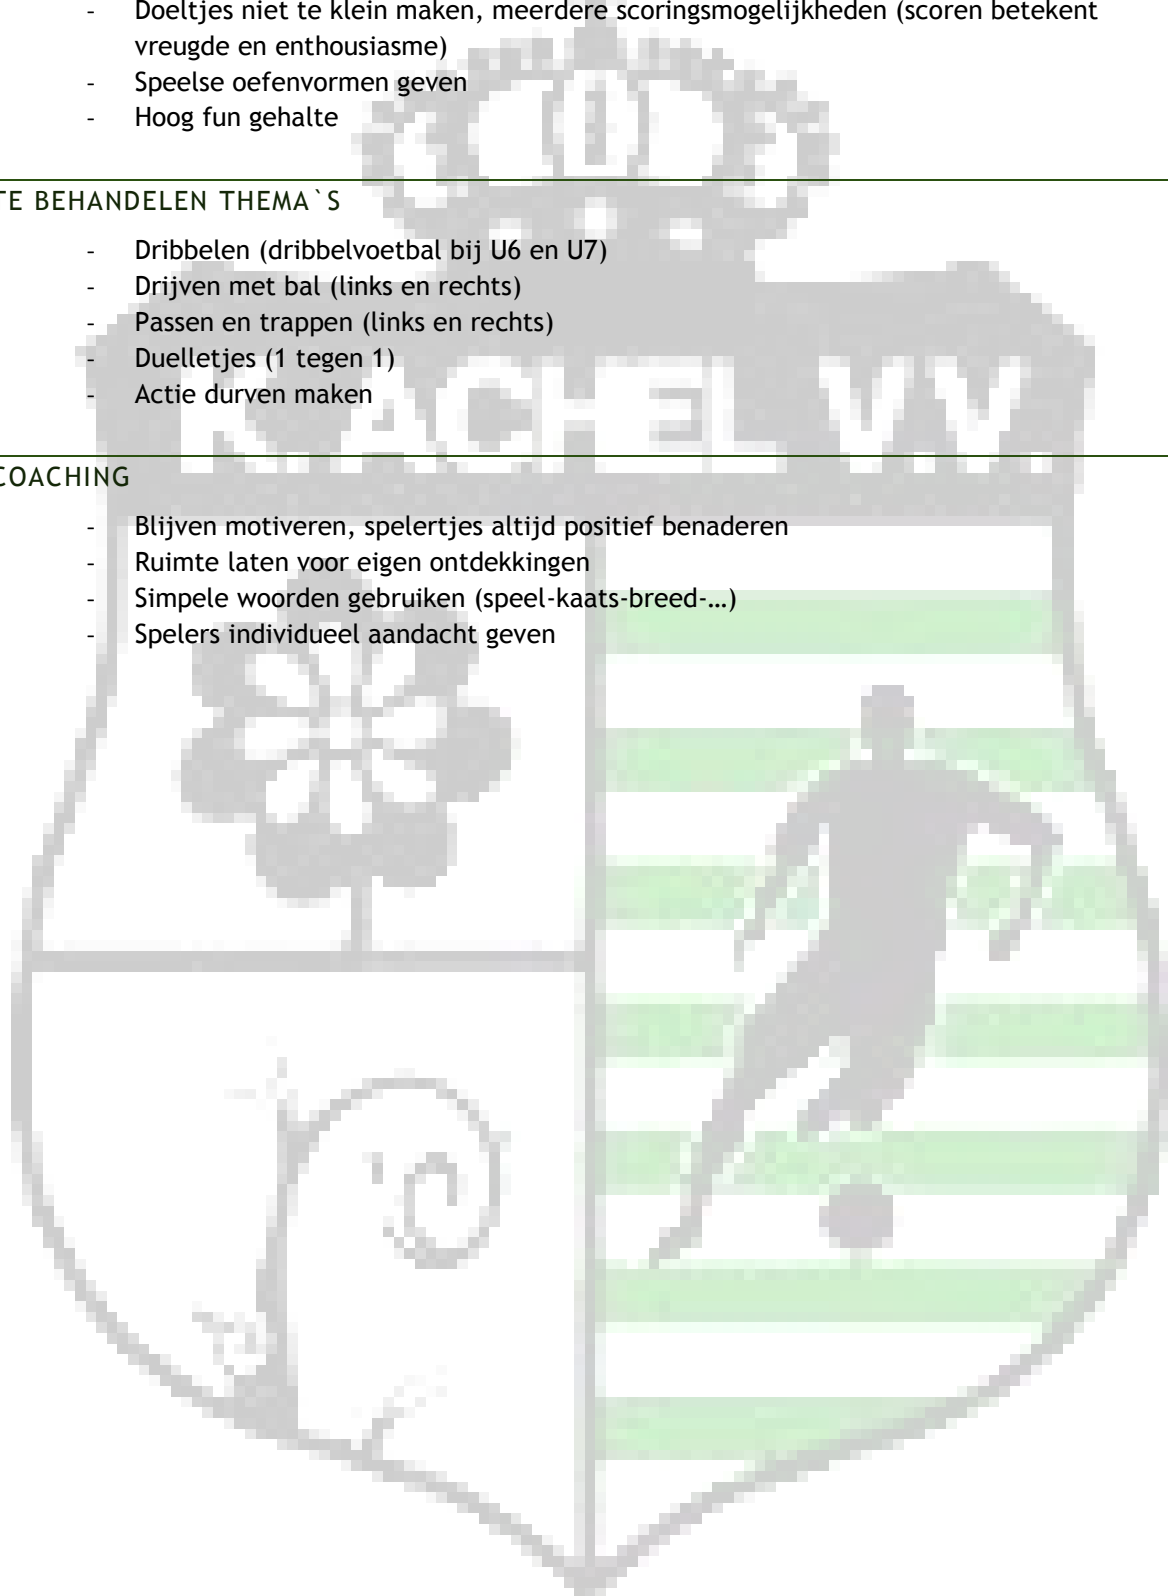 - Doeltjes niet te klein maken, meerdere scoringsmogelijkheden (scoren betekent
vreugde en enthousiasme)
- Speelse oefenvormen geven
- Hoog fun gehalte
TE BEHANDELEN THEMA`S
- Dribbelen (dribbelvoetbal bij U6 en U7)
- Drijven met bal (links en rechts)
- Passen en trappen (links en rechts)
- Duelletjes (1 tegen 1)
- Actie durven maken
K ACHEL VV
COACHING
- Blijven motiveren, spelertjes altijd positief benaderen
- Ruimte laten voor eigen ontdekkingen
- Simpele woorden gebruiken (speel-kaats-breed-…)
- Spelers individueel aandacht geven